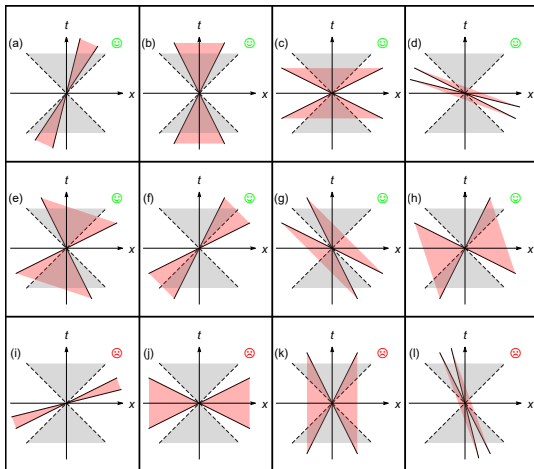 (a) t x
(b) t x
(c) t x
(d) t x
(e) t x
(f) t x
(g) t x
(h) t x
(i) t x
(j) t x
(k) t x
(l) t x